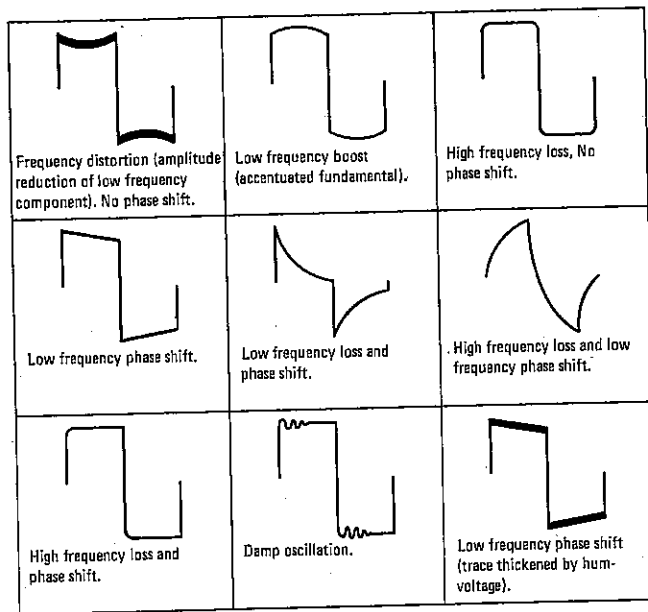 Frequency distortion (amplitude
reduction of low frequency
component). No phase shift.
Low frequency boost
(accentuated fundamental).
High frequency loss, No
phase shift.
Low frequency phase shift.
Low frequency loss and
phase shift.
High frequency loss and low
frequency phase shift.
High frequency loss and
phase shift.
Damp oscillation.
Low frequency phase shift
(trace thickened by hum-
voltage).